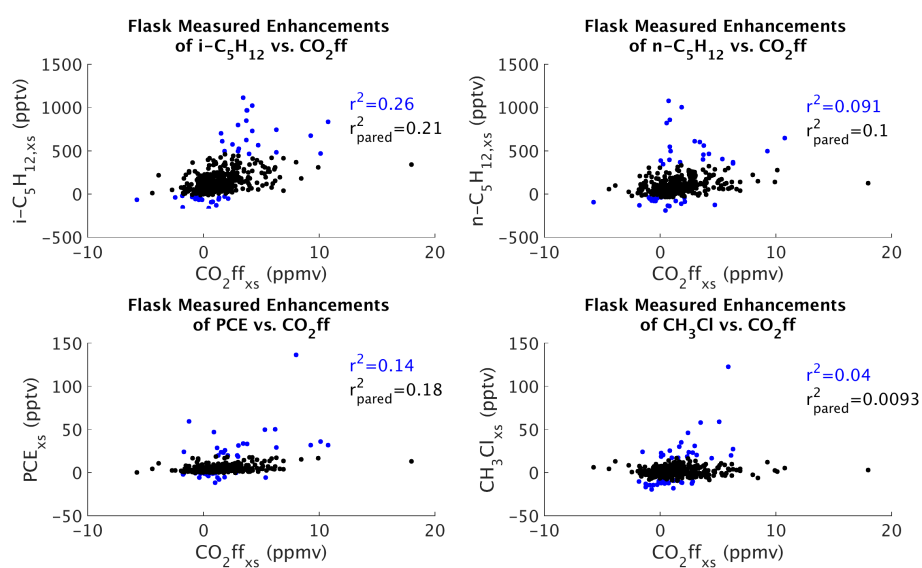 Flask Measured Enhancements
of i−C5H12 vs. CO2ff
1500
1000
500
0
−500
−10
0
10
20
i−C5H12,xs (pptv)
CO2ffxs (ppmv)
r2=0.26
r2pared=0.21
Flask Measured Enhancements
of n−C5H12 vs. CO2ff
1500
1000
500
0
−500
−10
0
10
20
n−C5H12,xs (pptv)
CO2ffxs (ppmv)
r2=0.091
r2pared=0.1
Flask Measured Enhancements
of PCE vs. CO2ff
150
100
50
0
−50
−10
0
10
20
PCExs (pptv)
CO2ffxs (ppmv)
r2=0.14
r2pared=0.18
Flask Measured Enhancements
of CH3Cl vs. CO2ff
150
100
50
0
−50
−10
0
10
20
CH3Clxs (pptv)
CO2ffxs (ppmv)
r2=0.04
r2pared=0.0093